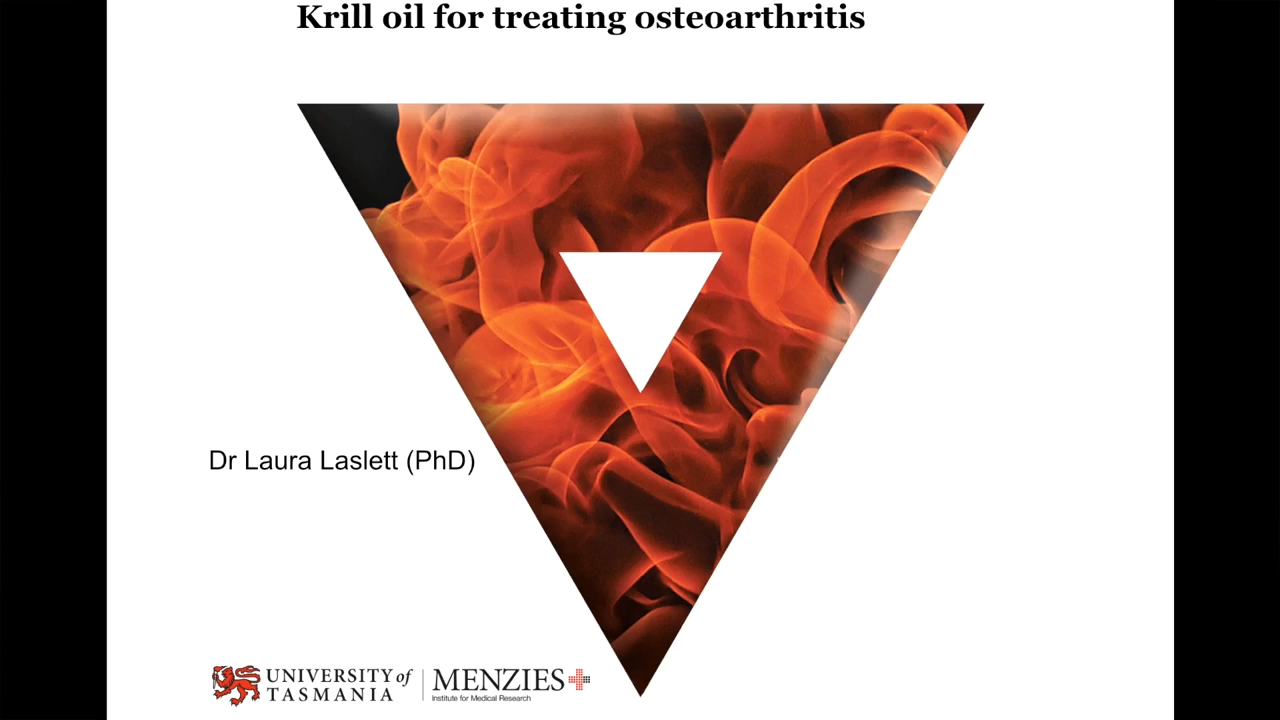 Krill oil for treating osteoarthritis
Dr Laura Laslett (PhD)
UNIVERSITY of
TASMANIA
MENZIES
Institute for Medical Research